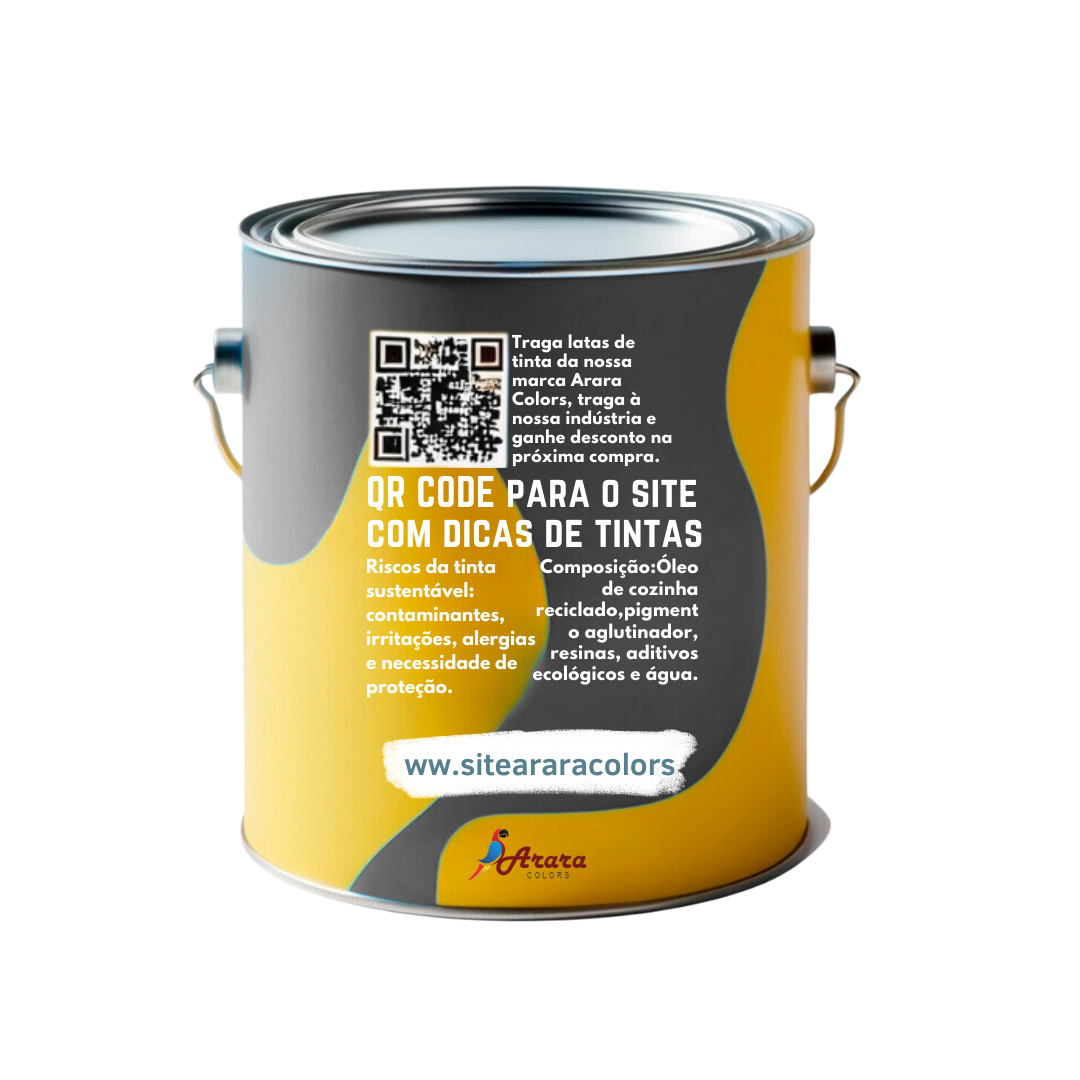 Traga latas de
tinta da nossa
marca Arara
Colors, traga à
nossa indústria e
ganhe desconto na
próxima compra.
QR CODE PARA O SITE
COM DICAS DE TINTAS
Riscos da tinta
sustentável:
contaminantes,
irritações, alergias
e necessidade de
proteção.
Composição:Óleo
de cozinha
reciclado,pigment
o aglutinador,
resinas, aditivos
ecológicos e água.
ww.siteararacolors
Arara
COLORS